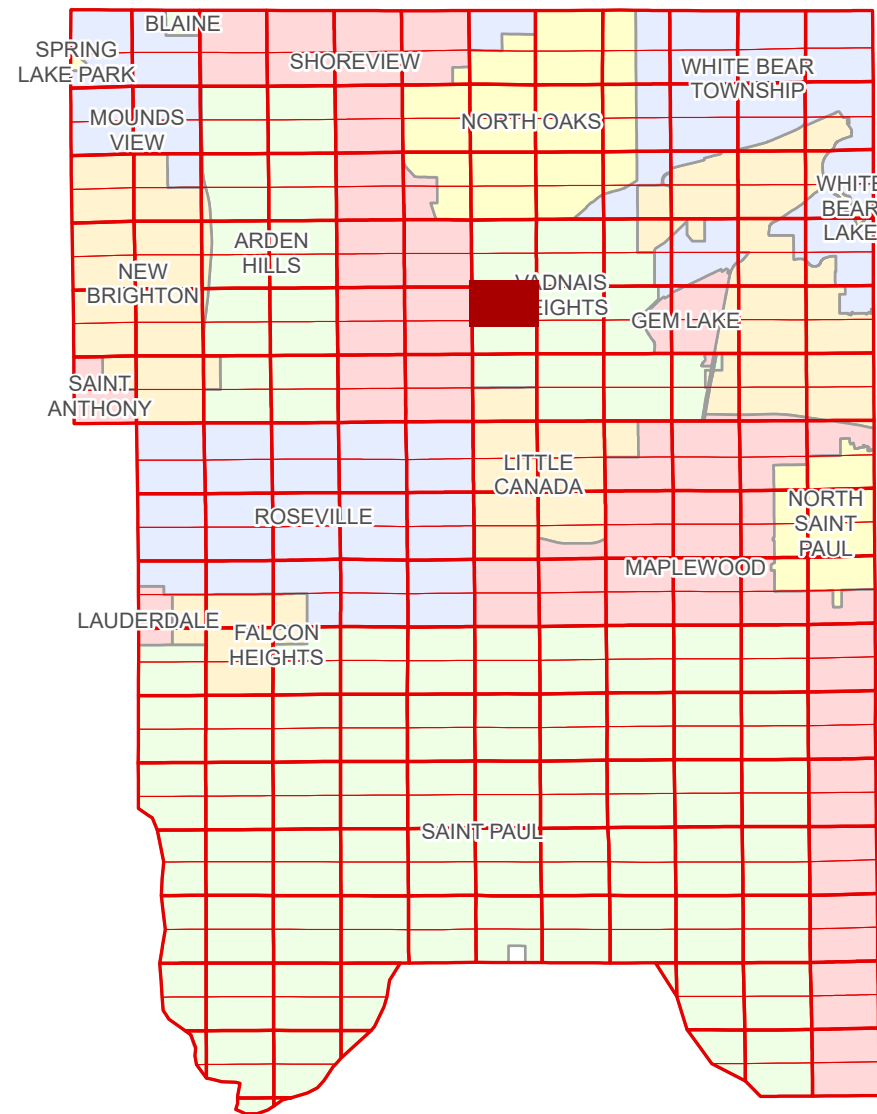 BLAINE
SPRING
LAKE PARK
SHOREVIEW
WHITE BEAR
TOWNSHIP
MOUNDS
VIEW
NORTH OAKS
WHITE
BEAR
LAKE
ARDEN
HILLS
NEW
BRIGHTON
VADNAIS
EIGHTS
GEM LAKE
SAINT
ANTHONY
LITTLE
CANADA
ROSEVILLE
NORTH
SAINT
PAUL
MAPLEWOOD
LAUDERDALE
FALCON
HEIGHTS
SAINT PAUL